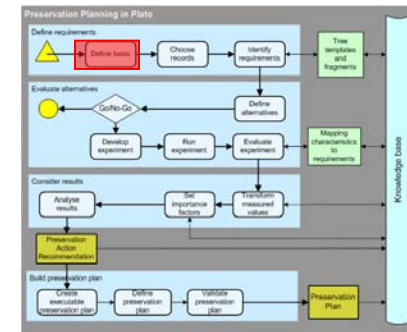 Preservation Planning in Plato
Define requirements
Define basis
Choose
records
Identify
requirements
Tree
templates
and
fragments
Evaluate alternatives
Go/No-Go
Define
alternatives
Develop
experiment
Run
experiment
Evaluate
experiment
Mapping
characteristics
to
requirements
Knowledge base
Consider results
Analyse
results
Set
importance
factors
Transform
measured
values
Preservation
Action
Recommendation
Build preservation plan
Create
executable
preservation plan
Define
preservation
plan
Validate
preservation
plan
Preservation
Plan